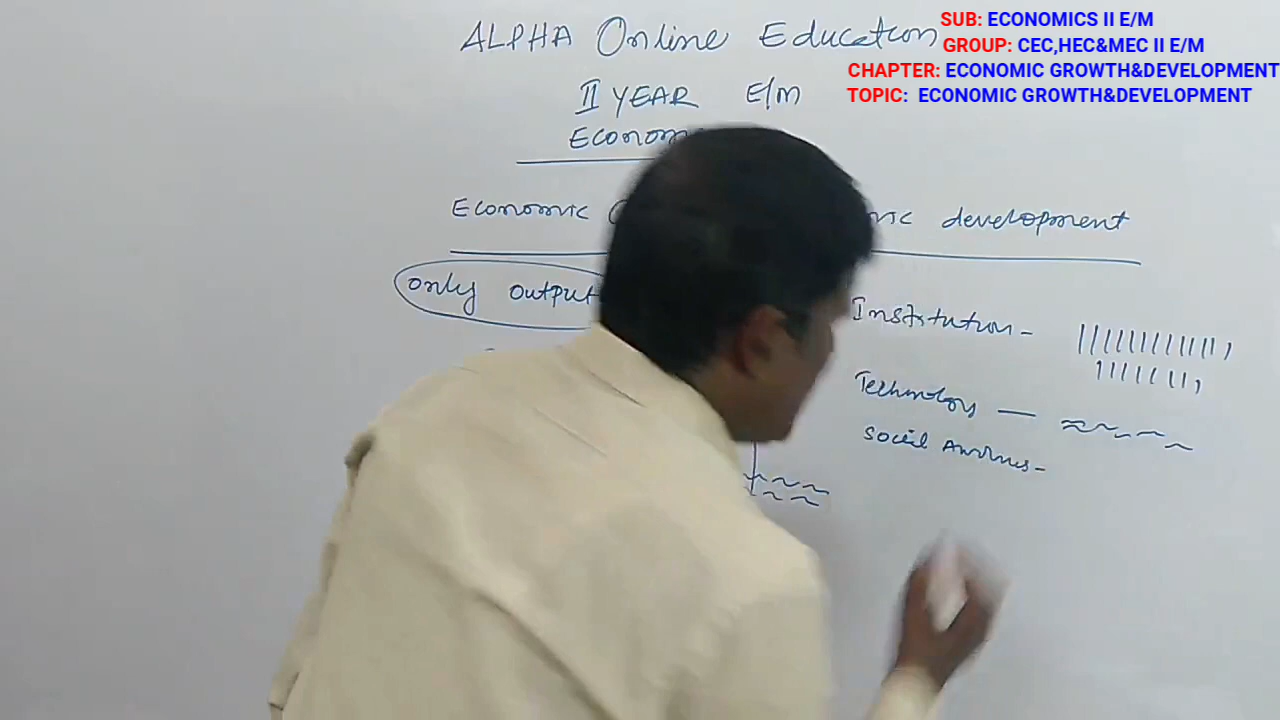 ALPHA Online Education
SUB: ECONOMICS II E/M
GROUP: CEC,HEC&MEC II E/M
CHAPTER: ECONOMIC GROWTH&DEVELOPMENT
TOPIC: ECONOMIC GROWTH&DEVELOPMENT
II YEAR E/M
Econom
Economic
development
only output
Institution-
Technology —
Social